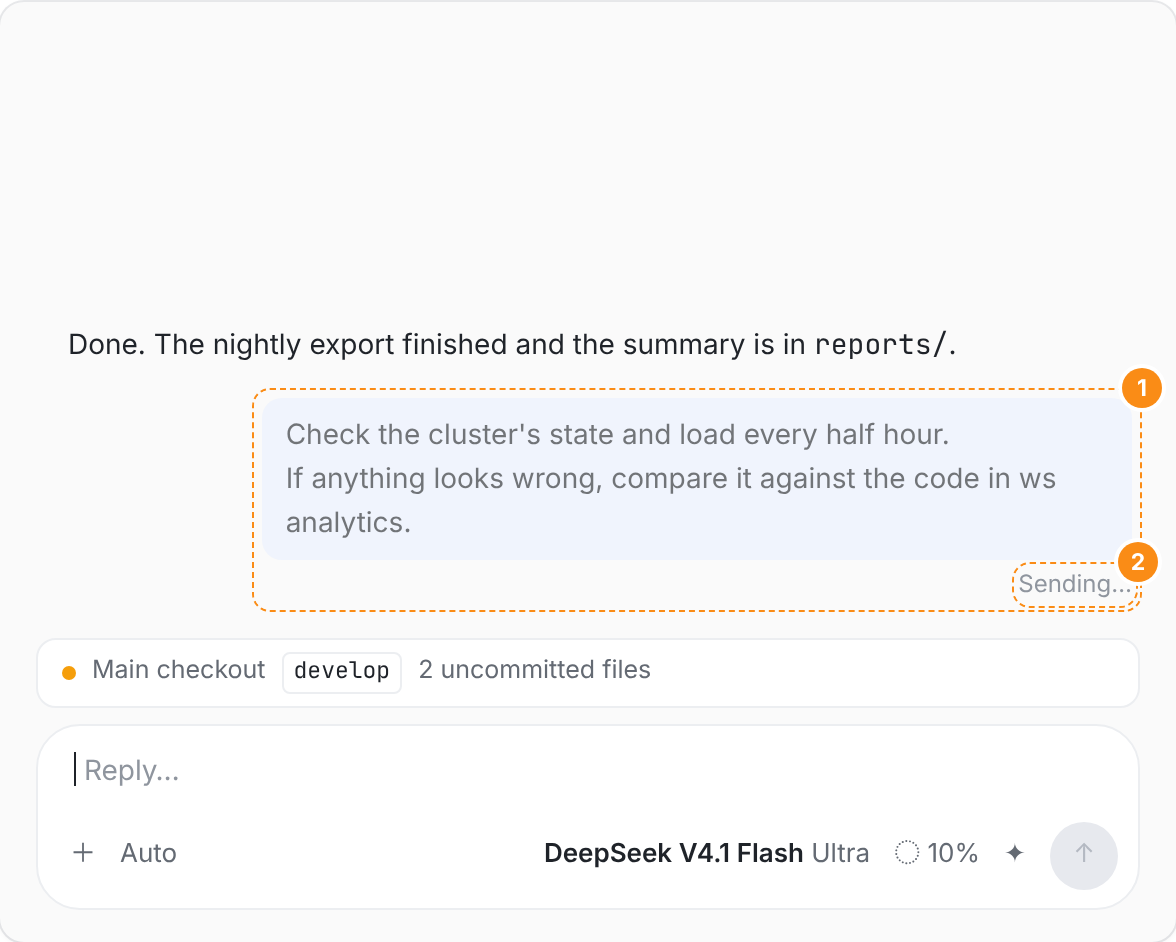 Done. The nightly export finished and the summary is in reports/.
1
Check the cluster's state and load every half hour.
If anything looks wrong, compare it against the code in ws
analytics.
2
Sending...
Main checkout develop 2 uncommitted files
Reply...
+ Auto DeepSeek V4.1 Flash Ultra 10%